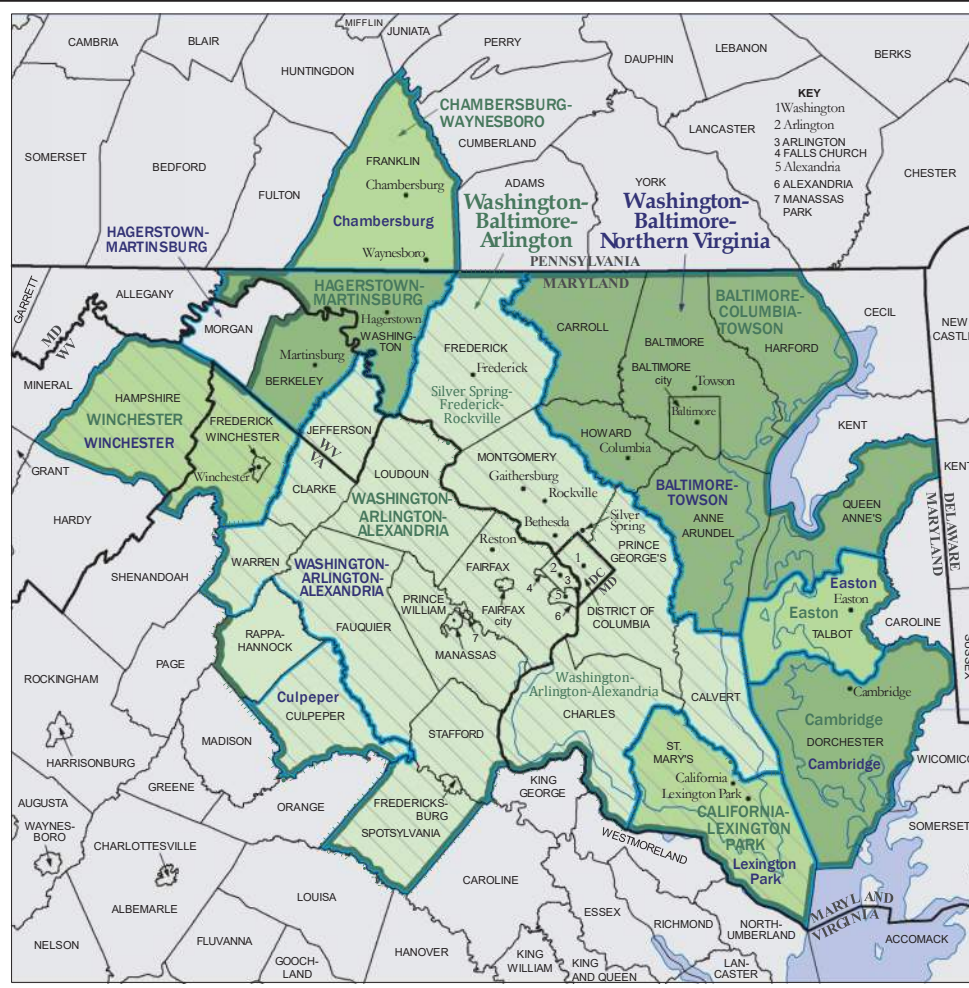 MIFFLIN
JUNIATA
CAMBRIA
BLAIR
PERRY
DAUPHIN
LEBANON
BERKS
HUNTINGDON
KEY
1Washington
2 Arlington
3 ARLINGTON
4 FALLS CHURCH
5 Alexandria
6 ALEXANDRIA
7 MANASSAS
PARK
CHAMBERSBURG-
WAYNESBORO
CUMBERLAND
LANCASTER
CHESTER
SOMERSET
BEDFORD
FULTON
FRANKLIN
Chambersburg
Chambersburg
Waynesboro
ADAMS
YORK
Washington-
Baltimore-
Arlington
Washington-
Baltimore-
Northern Virginia
HAGERSTOWN-
MARTINSBURG
PENNSYLVANIA
MARYLAND
GARRETT
ALLEGANY
MD
WV
MORGAN
HAGERSTOWN-
MARTINSBURG
Hagerstown
WASHING-
TON
Martinsburg
BERKELEY
FREDERICK
Frederick
Silver Spring-
Frederick-
Rockville
CARROLL
BALTIMORE
BALTIMORE
city
Towson
Baltimore
BALTIMORE-
COLUMBIA-
TOWSON
HARFORD
CECIL
NEW
CASTL
MINERAL
HAMPSHIRE
WINCHESTER
WINCHESTER
FREDERICK
WINCHESTER
Winchester
JEFFERSON
WV
VA
CLARKE
LOUDOUN
WASHINGTON-
ARLINGTON-
ALEXANDRIA
MONTGOMERY
Gaithersburg
Rockville
Bethesda
Silver
Spring
HOWARD
Columbia
BALTIMORE-
TOWSON
ANNE
ARUNDEL
KENT
KENT
QUEEN
ANNE'S
DELAWARE
MARYLAND
GRANT
HARDY
SHENANDOAH
WARREN
WASHINGTON-
ARLINGTON-
ALEXANDRIA
Reston
FAIRFAX
PRINCE
WILLIAM
FAIRFAX
city
1
2
3
4
5
6
7
DC
MD
PRINCE
GEORGE'S
DISTRICT OF
COLUMBIA
Easton
Easton
Easton
TALBOT
CAROLINE
SUSSEX
RAPPA-
HANNOCK
FAUQUIER
MANASSAS
PAGE
ROCKINGHAM
Culpeper
CULPEPER
Washington-
Arlington-Alexandria
CHARLES
CALVERT
Cambridge
Cambridge
DORCHESTER
Cambridge
MADISON
STAFFORD
HARRISONBURG
GREENE
ORANGE
FREDERICKS-
BURG
SPOTSYLVANIA
KING
GEORGE
ST.
MARY'S
California
Lexington Park
CALIFORNIA-
LEXINGTON
PARK
Lexington
Park
WICOMICO
SOMERSET
AUGUSTA
WAYNES-
BORO
CHARLOTTESVILLE
ALBEMARLE
LOUISA
CAROLINE
WESTMORELAND
ESSEX
RICHMOND
NORTH-
UMBERLAND
MARYLAND
VIRGINIA
ACCOMACK
NELSON
FLUVANNA
GOOCH-
LAND
HANOVER
KING
WILLIAM
KING
AND QUEEN
LAN-
CASTER